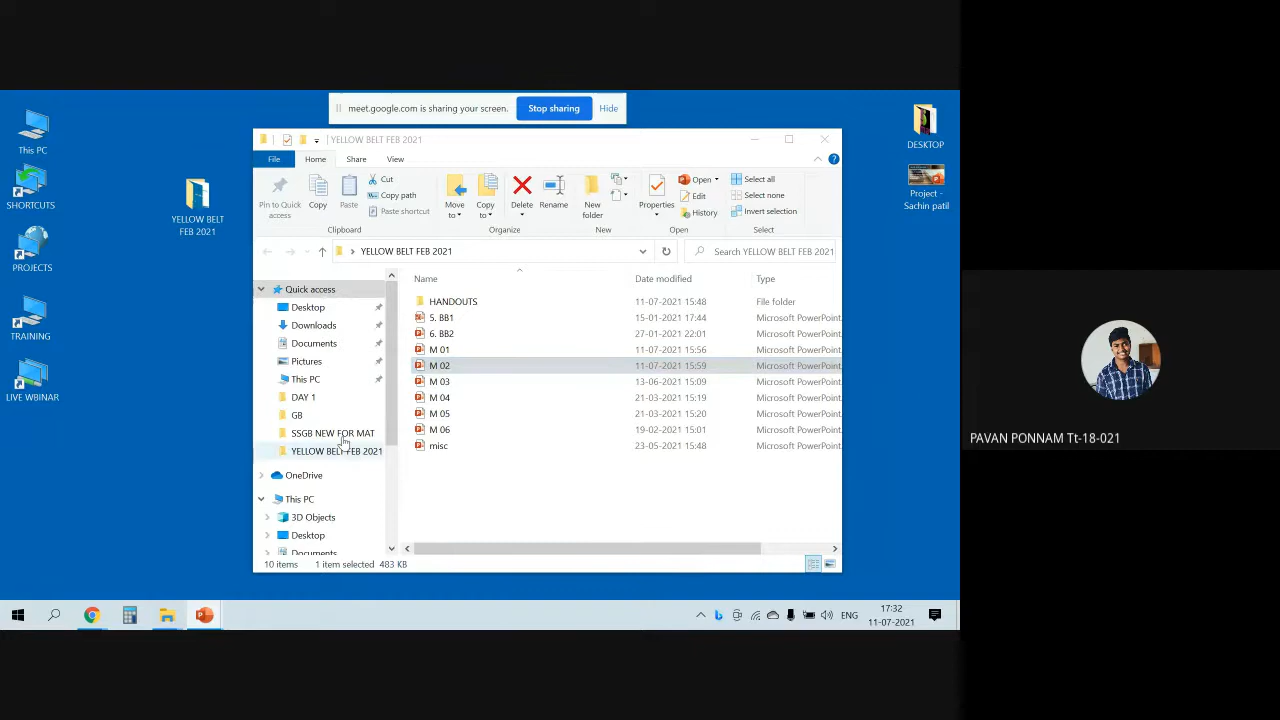 meet.google.com is sharing your screen.
Stop sharing
Hide
This PC
SHORTCUTS
PROJECTS
TRAINING
LIVE WBINAR
YELLOW BELT
FEB 2021
DESKTOP
Project -
Sachin patil
YELLOW BELT FEB 2021
File
Home
Share
View
Pin to Quick
access
Copy
Paste
Cut
Copy path
Paste shortcut
Move
to
Copy
to
Delete
Rename
New
folder
Properties
Open
Edit
History
Select all
Select none
Invert selection
Clipboard
Organize
New
Open
Select
YELLOW BELT FEB 2021
Search YELLOW BELT FEB 2021
Quick access
Desktop
Downloads
Documents
Pictures
This PC
DAY 1
GB
SSGB NEW FOR MAT
YELLOW BELT FEB 2021
OneDrive
This PC
3D Objects
Desktop
Documents
Name Date modified Type
HANDOUTS 11-07-2021 15:48 File folder
5. BB1 15-01-2021 17:44 Microsoft PowerPoint
6. BB2 27-01-2021 22:01 Microsoft PowerPoint
M 01 11-07-2021 15:56 Microsoft PowerPoint
M 02 11-07-2021 15:59 Microsoft PowerPoint
M 03 13-06-2021 15:09 Microsoft PowerPoint
M 04 21-03-2021 15:19 Microsoft PowerPoint
M 05 21-03-2021 15:20 Microsoft PowerPoint
M 06 19-02-2021 15:01 Microsoft PowerPoint
misc 23-05-2021 15:48 Microsoft PowerPoint
10 items 1 item selected 483 KB
ENG
17:32
11-07-2021
PAVAN PONNAM Tt-18-021